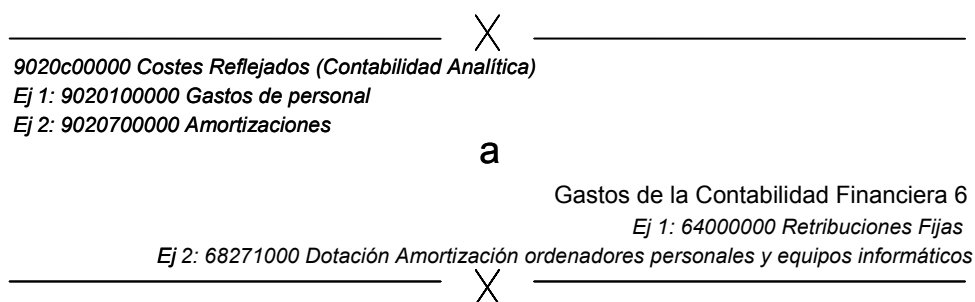 X
9020c00000 Costes Reflejados (Contabilidad Analítica)
Ej 1: 9020100000 Gastos de personal
Ej 2: 9020700000 Amortizaciones
a
Gastos de la Contabilidad Financiera 6
Ej 1: 64000000 Retribuciones Fijas
Ej 2: 68271000 Dotación Amortización ordenadores personales y equipos informáticos
X